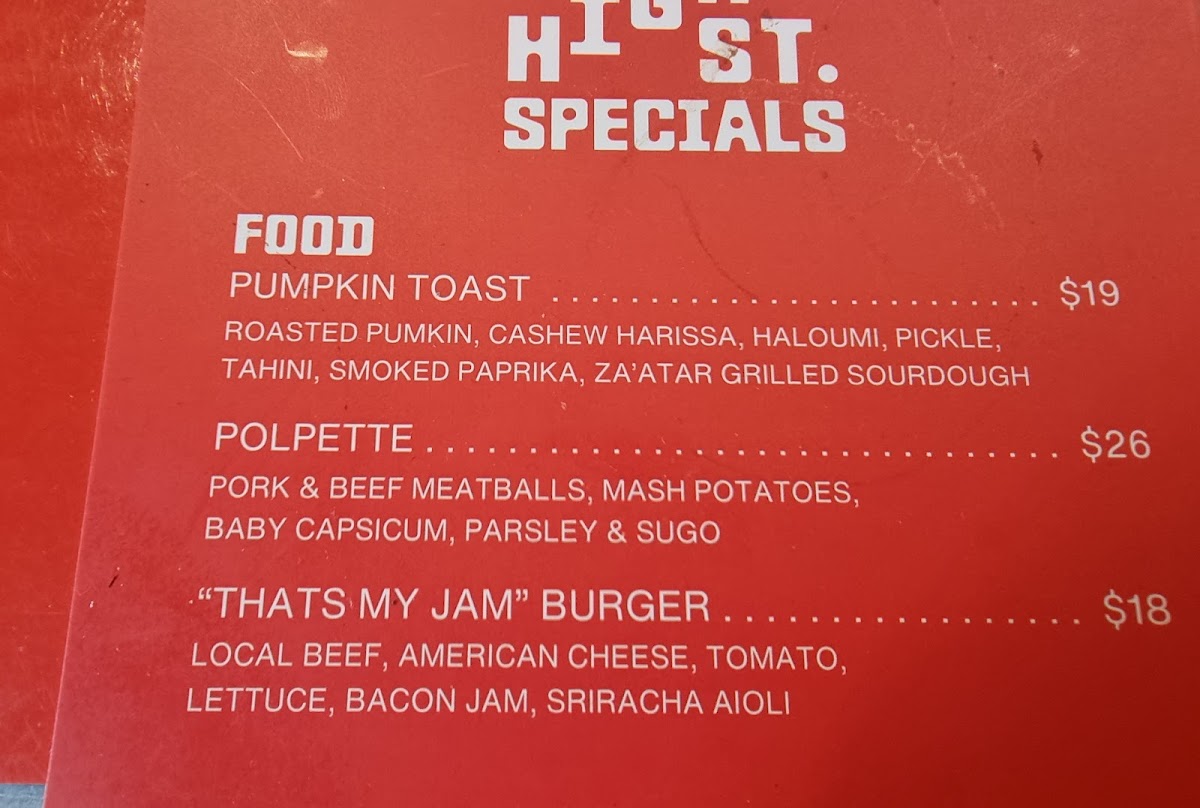 HIGH ST.
SPECIALS
FOOD
PUMPKIN TOAST ............................ $19
ROASTED PUMKIN, CASHEW HARISSA, HALOUMI, PICKLE,
TAHINI, SMOKED PAPRIKA, ZA'ATAR GRILLED SOURDOUGH
POLPETTE .................................. $26
PORK & BEEF MEATBALLS, MASH POTATOES,
BABY CAPSICUM, PARSLEY & SUGO
"THATS MY JAM" BURGER ................... $18
LOCAL BEEF, AMERICAN CHEESE, TOMATO,
LETTUCE, BACON JAM, SRIRACHA AIOLI